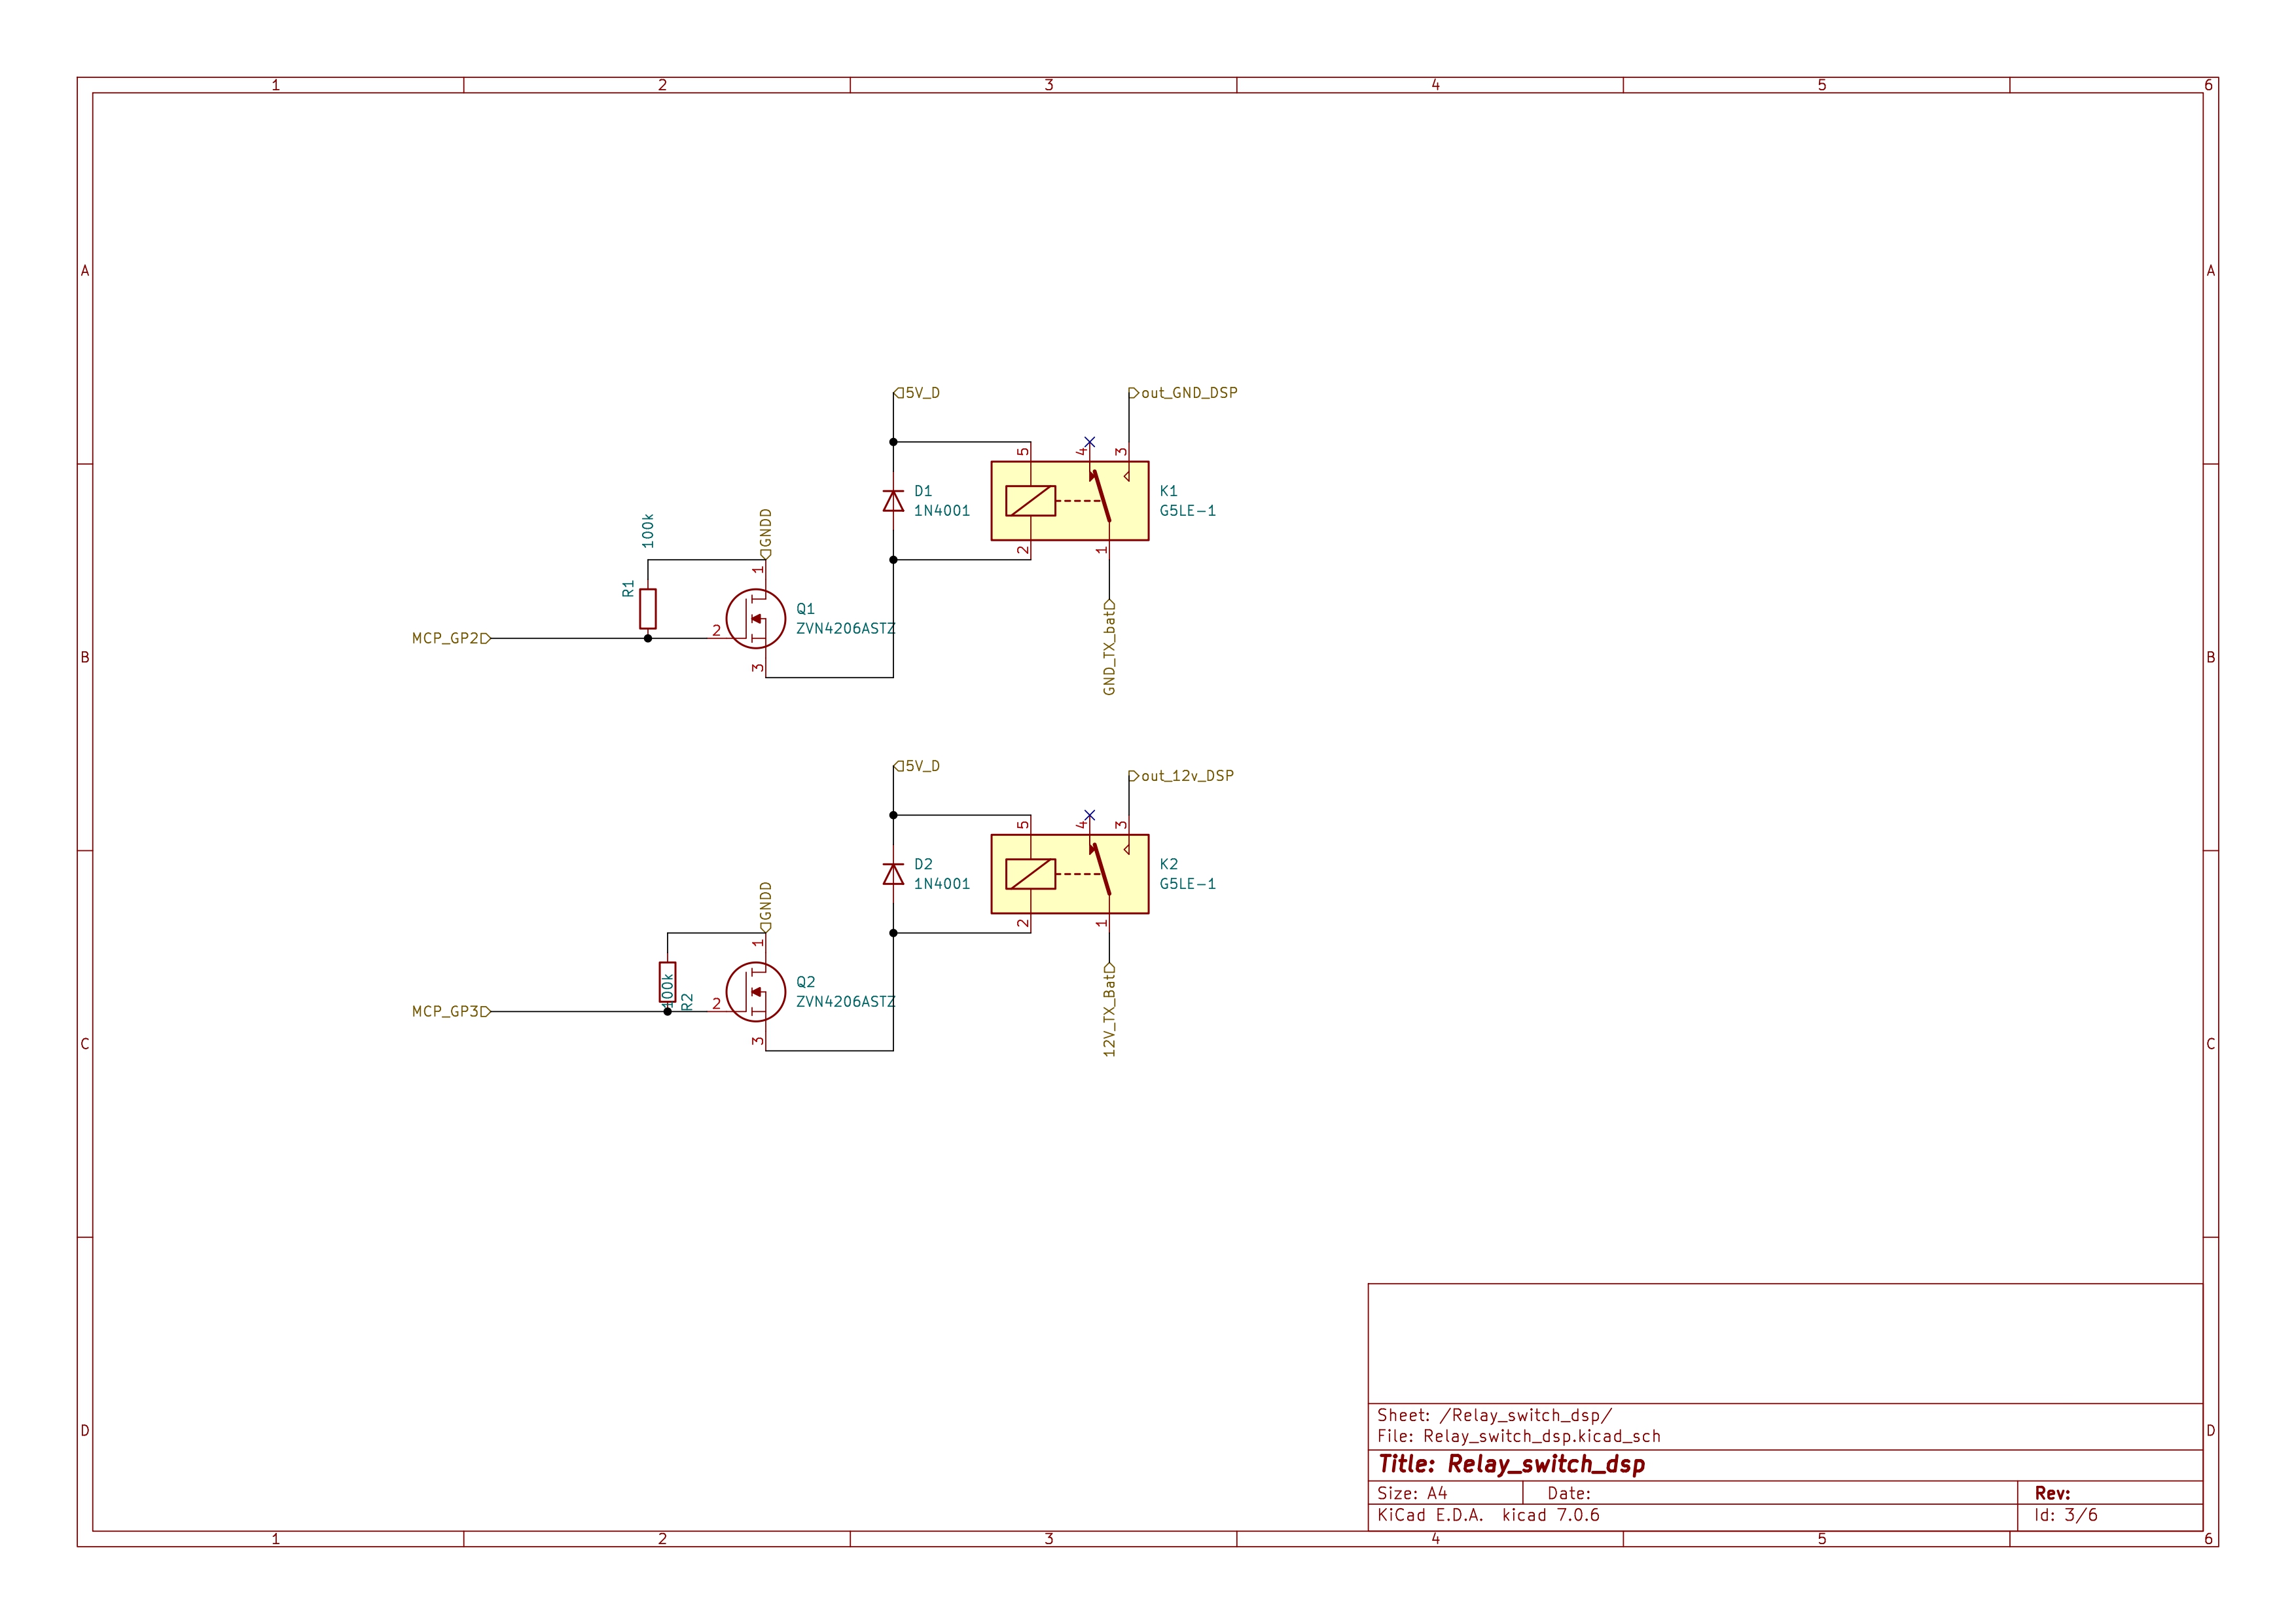 1 2 3 4 5 6
A A
5V_D
out_GND_DSP
5 4 3
D1
1N4001
K1
G5LE-1
100k
GNDD
2 1
1
R1
Q1
ZVN4206ASTZ
MCP_GP2
2
3
GND_TX_bat
B B
5V_D
out_12v_DSP
5 4 3
D2
1N4001
K2
G5LE-1
GNDD
2 1
1
100k
R2
Q2
ZVN4206ASTZ
MCP_GP3
2
3
12V_TX_Bat
C C
Sheet: /Relay_switch_dsp/
File: Relay_switch_dsp.kicad_sch
D D
Title: Relay_switch_dsp
Size: A4 Date: Rev:
KiCad E.D.A. kicad 7.0.6 Id: 3/6
1 2 3 4 5 6